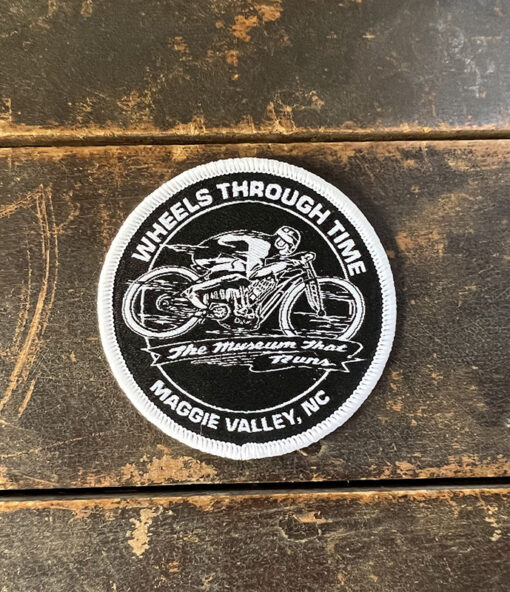 WHEELS THROUGH TIME
The Museum That
Runs
MAGGIE VALLEY, NC